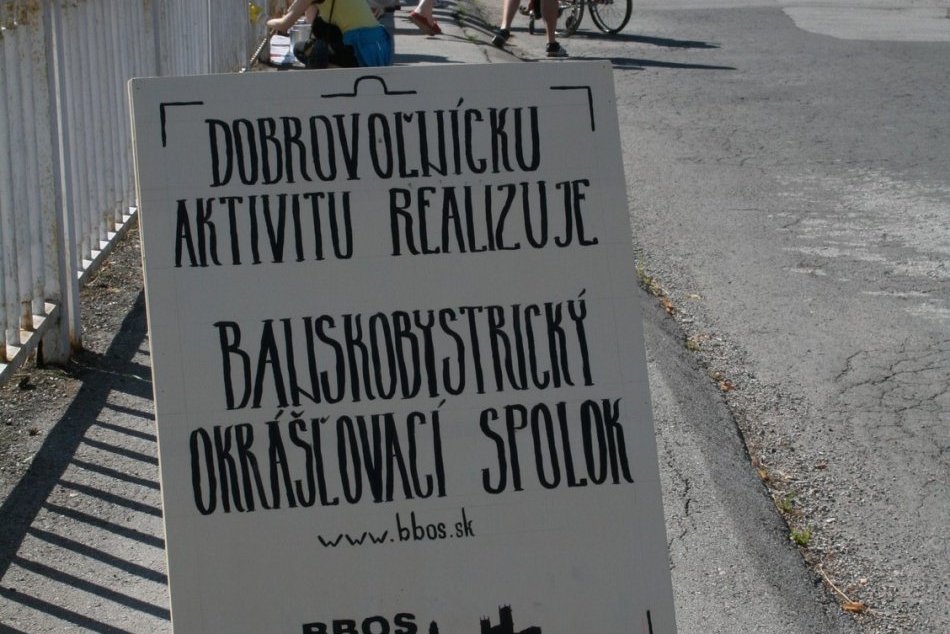 DOBROVOĽNÍCKU
AKTIVITU REALIZUJE
BANSKOBYSTRICKÝ
OKRÁŠĽOVACÍ SPOLOK
www.bbos.sk
BBOS